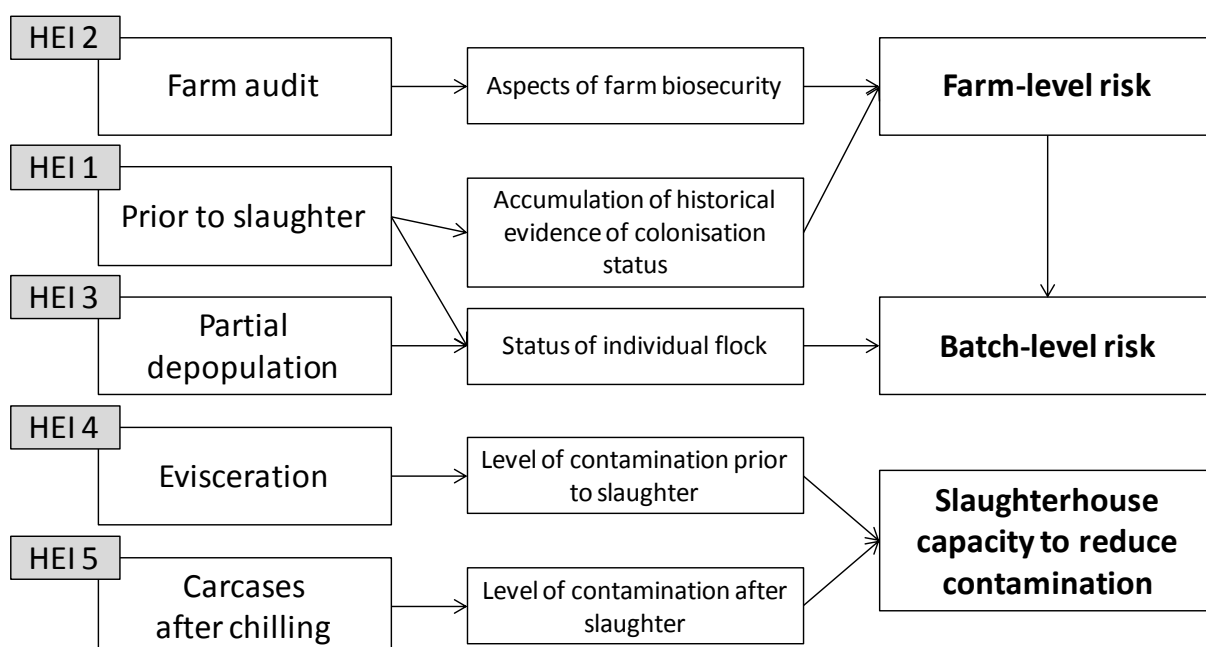 HEI 2
Farm audit
Aspects of farm biosecurity
Farm-level risk
HEI 1
Prior to slaughter
Accumulation of historical
evidence of colonisation
status
HEI 3
Partial
depopulation
Status of individual flock
Batch-level risk
HEI 4
Evisceration
Level of contamination prior
to slaughter
Slaughterhouse
capacity to reduce
contamination
HEI 5
Carcases
after chilling
Level of contamination after
slaughter